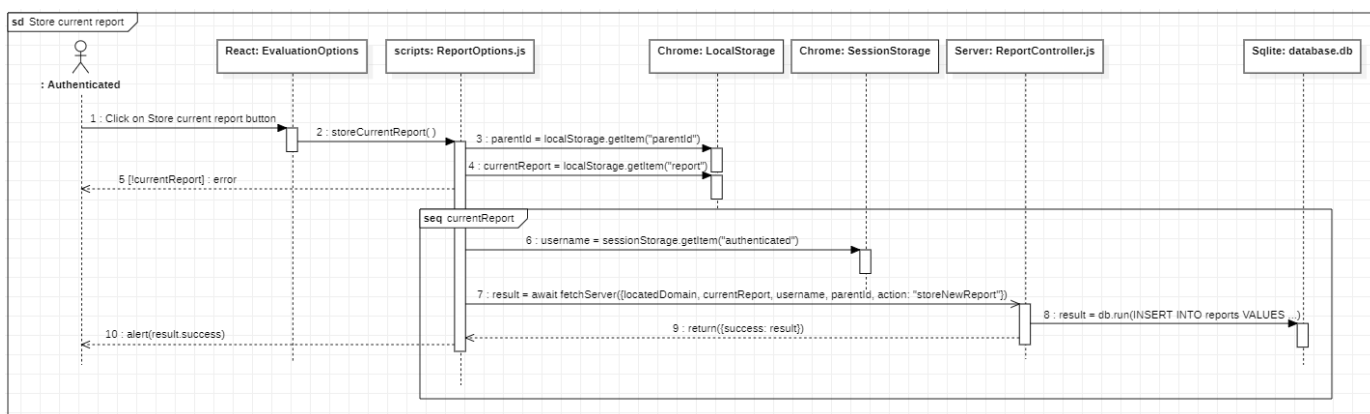 sd Store current report
React: EvaluationOptions
scripts: ReportOptions.js
Chrome: LocalStorage
Chrome: SessionStorage
Server: ReportController.js
Sqlite: database.db
: Authenticated
1 : Click on Store current report button
2 : storeCurrentReport( )
3 : parentId = localStorage.getItem("parentId")
4 : currentReport = localStorage.getItem("report")
5 [!currentReport] : error
seq currentReport
6 : username = sessionStorage.getItem("authenticated")
7 : result = await fetchServer({locatedDomain, currentReport, username, parentId, action: "storeNewReport"})
8 : result = db.run(INSERT INTO reports VALUES ...)
9 : return({success: result})
10 : alert(result.success)